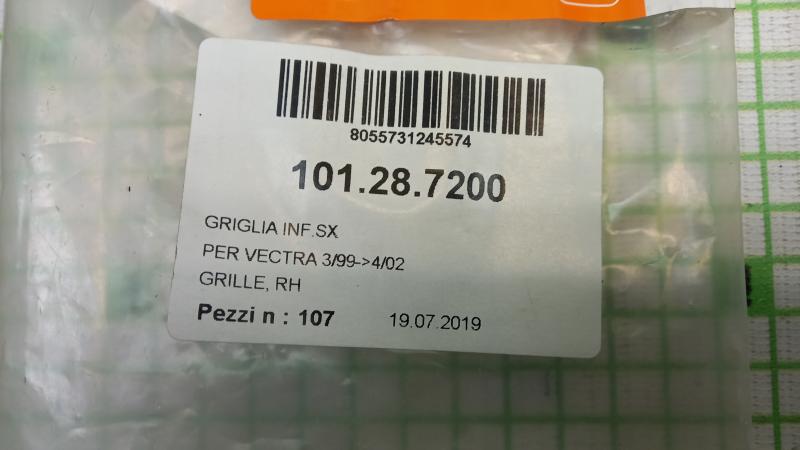 8055731245574
101.28.7200
GRIGLIA INF.SX
PER VECTRA 3/99->4/02
GRILLE, RH
Pezzi n : 107 19.07.2019